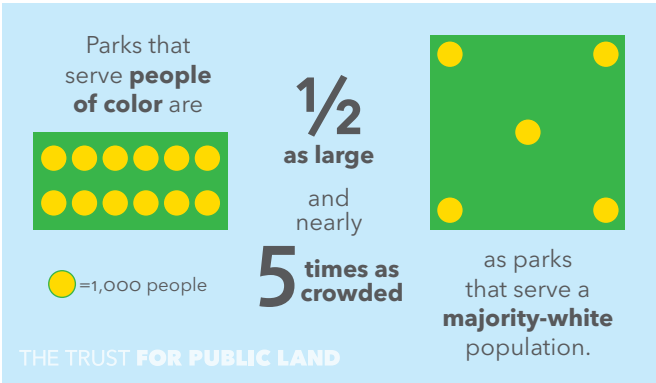 Parks that
serve people
of color are
½
as large
and
nearly
5 times as
crowded
as parks
that serve a
majority-white
population.
=1,000 people
THE TRUST FOR PUBLIC LAND